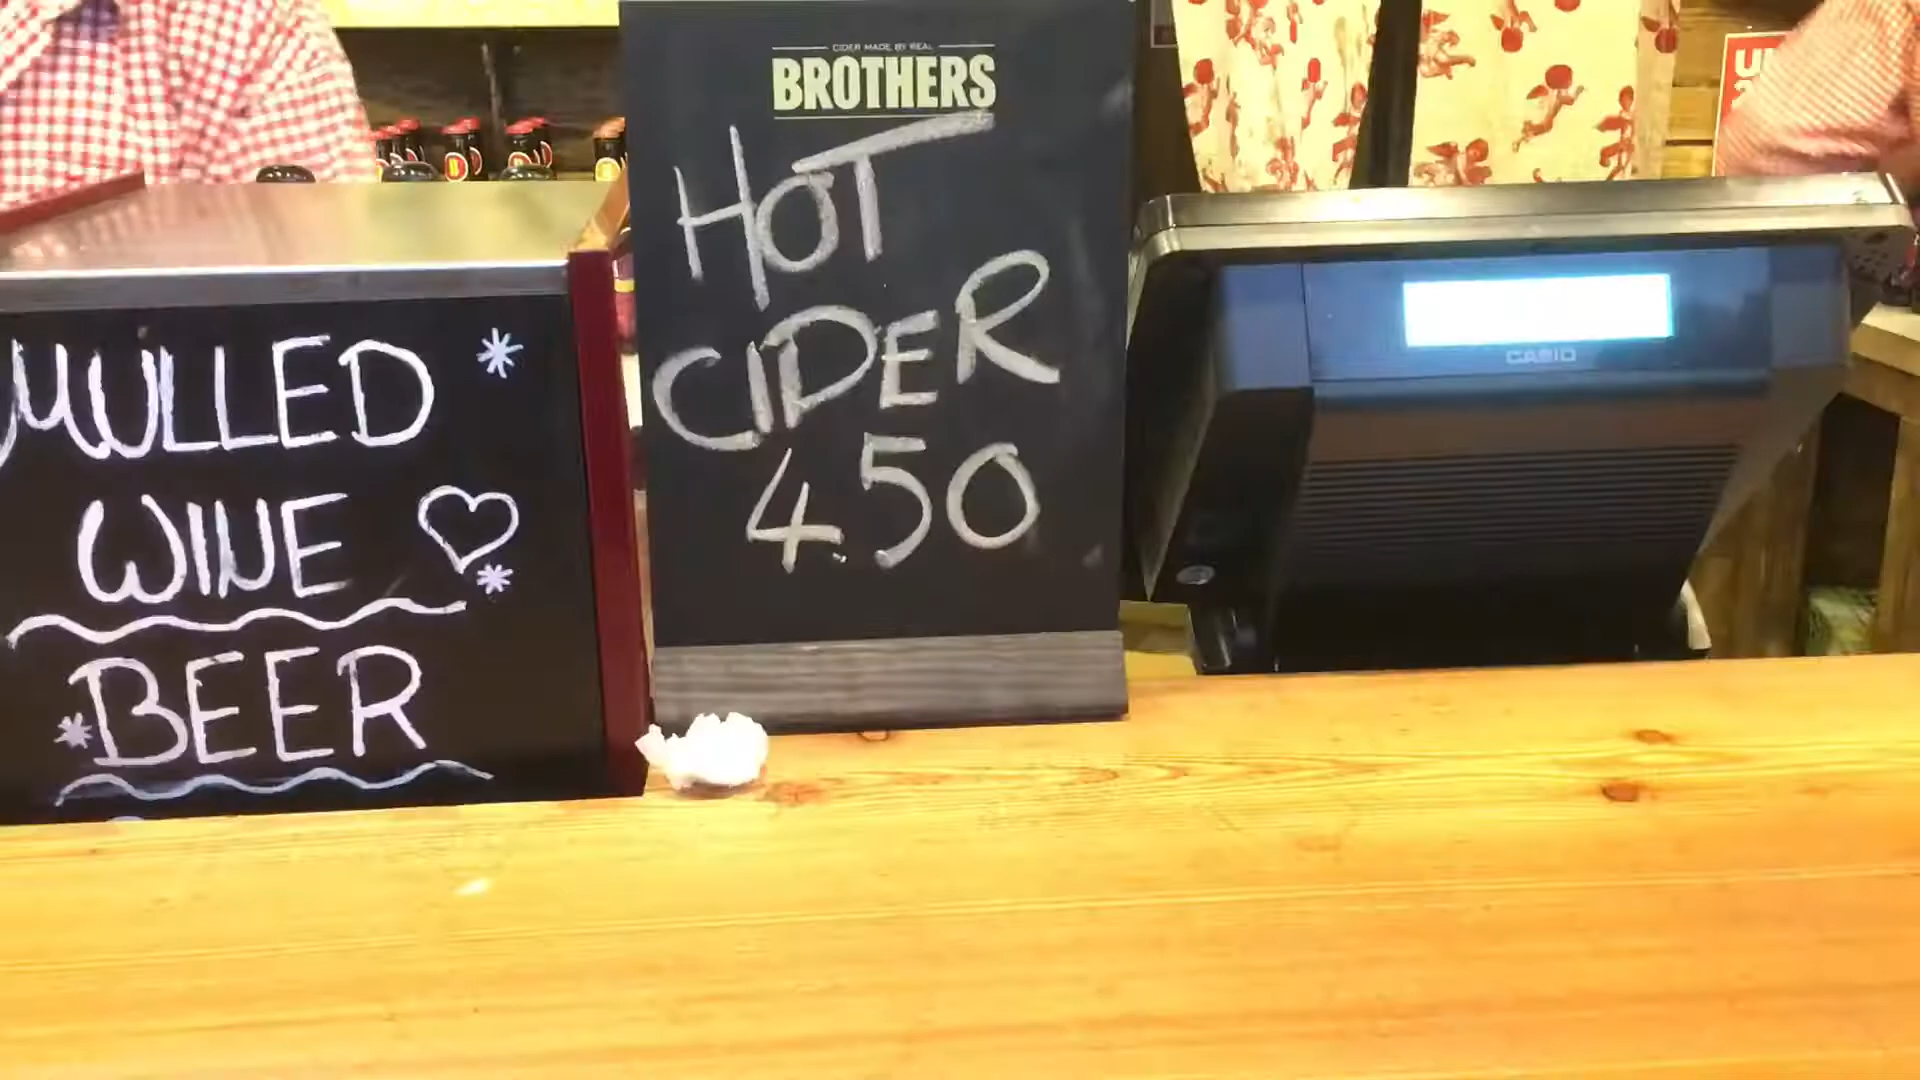 MULLED
WINE
BEER
CIDER MADE BY REAL
BROTHERS
HOT
CIDER
4.50
CASIO